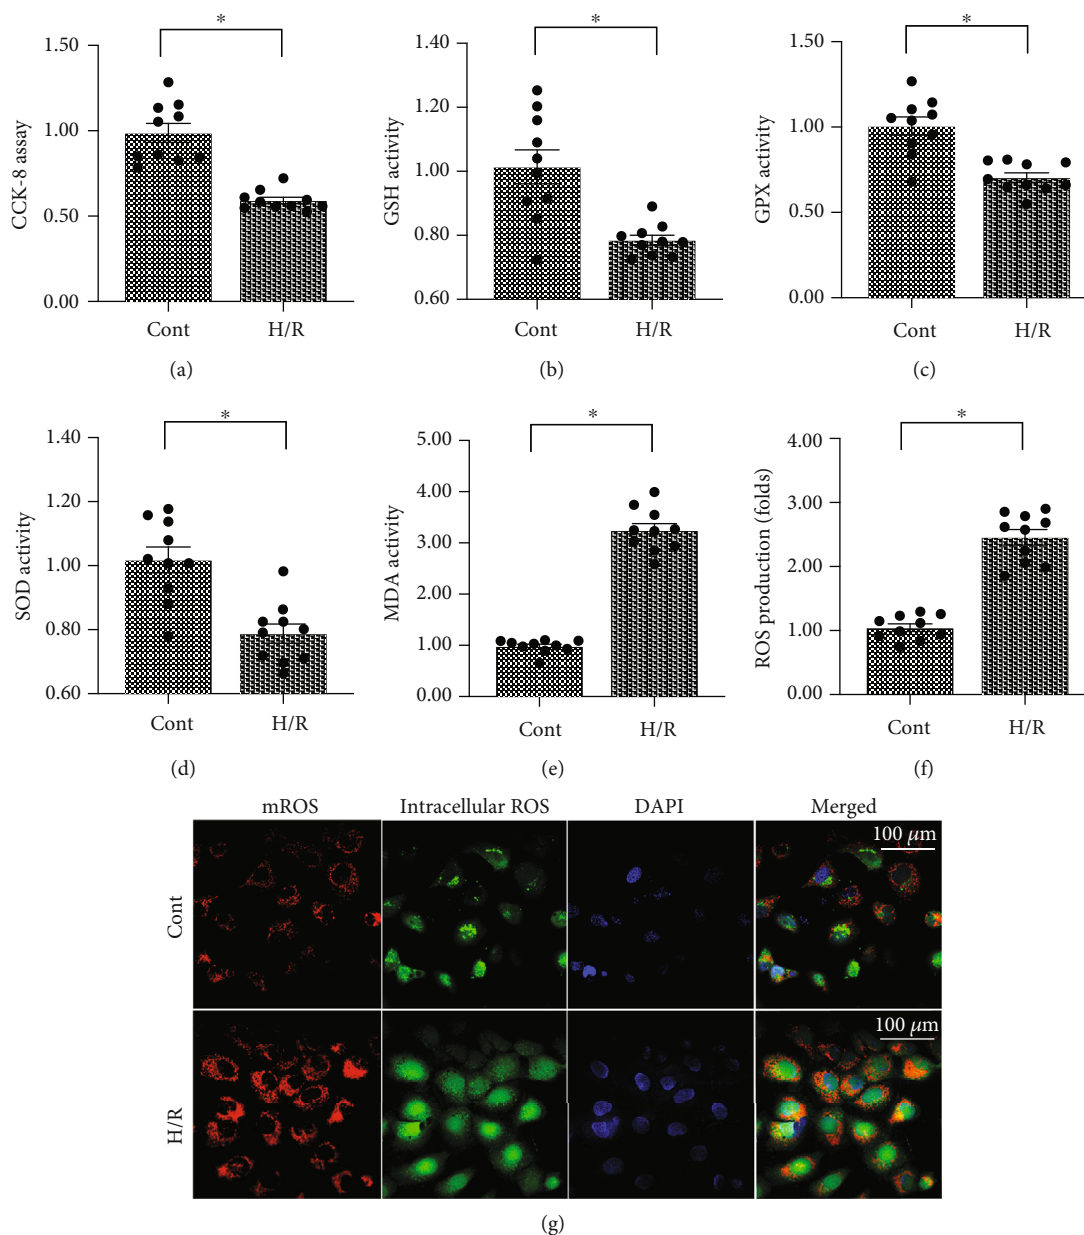 *
1.50
1.00
0.50
0.00
CCK-8 assay
Cont
H/R
(a)
*
1.40
1.20
1.00
0.80
0.60
GSH activity
Cont
H/R
(b)
*
1.50
1.00
0.50
0.00
GPX activity
Cont
H/R
(c)
*
1.40
1.20
1.00
0.80
0.60
SOD activity
Cont
H/R
(d)
*
5.00
4.00
3.00
2.00
1.00
0.00
MDA activity
Cont
H/R
(e)
*
4.00
3.00
2.00
1.00
0.00
ROS production (folds)
Cont
H/R
(f)
mROS
Intracellular ROS
DAPI
Merged
Cont
100 μm
H/R
100 μm
(g)